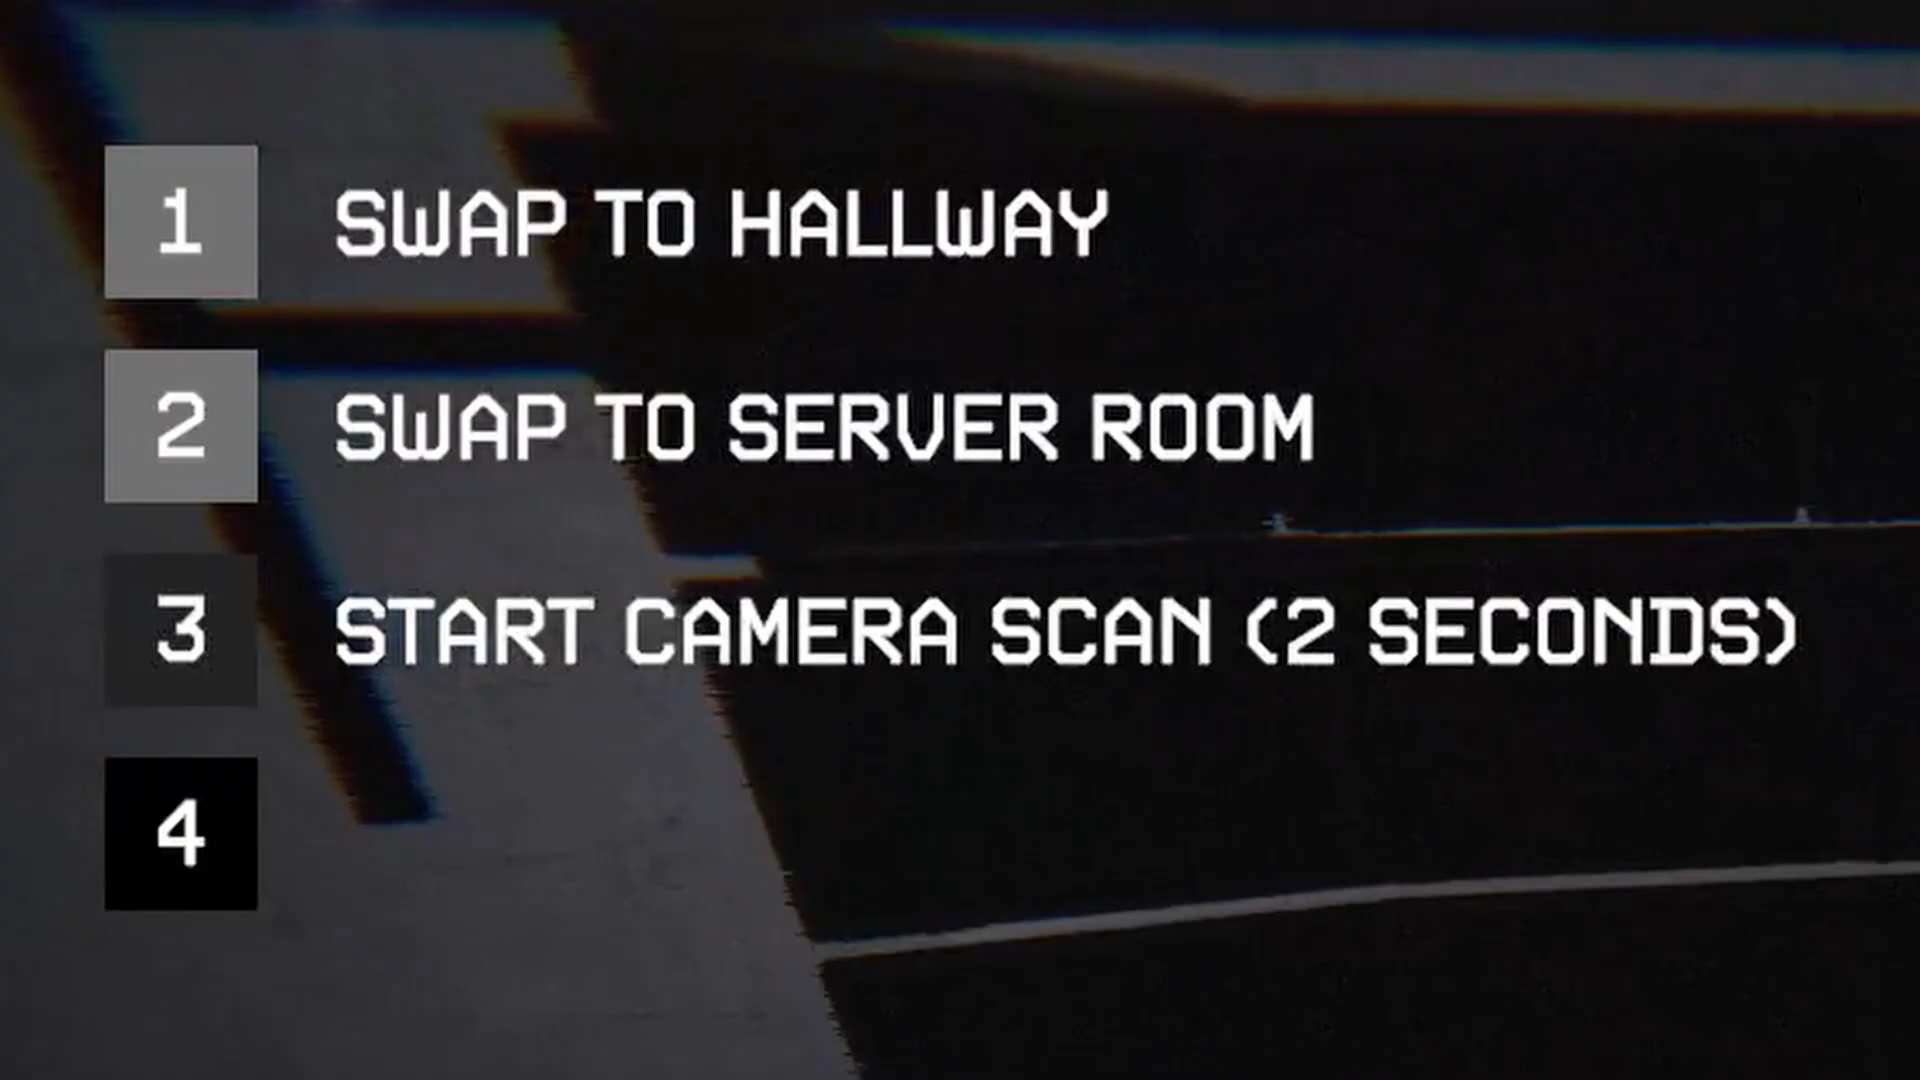 1 SWAP TO HALLWAY
2 SWAP TO SERVER ROOM
3 START CAMERA SCAN (2 SECONDS)
4